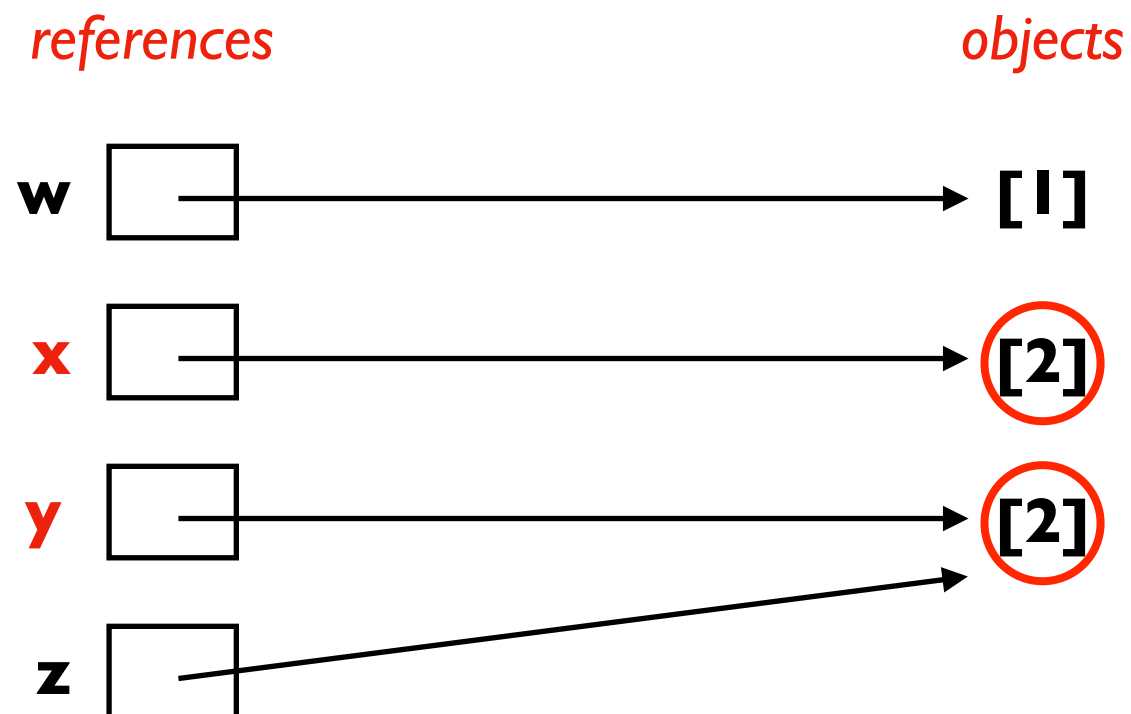 references objects
w [1]
x [2]
y [2]
z